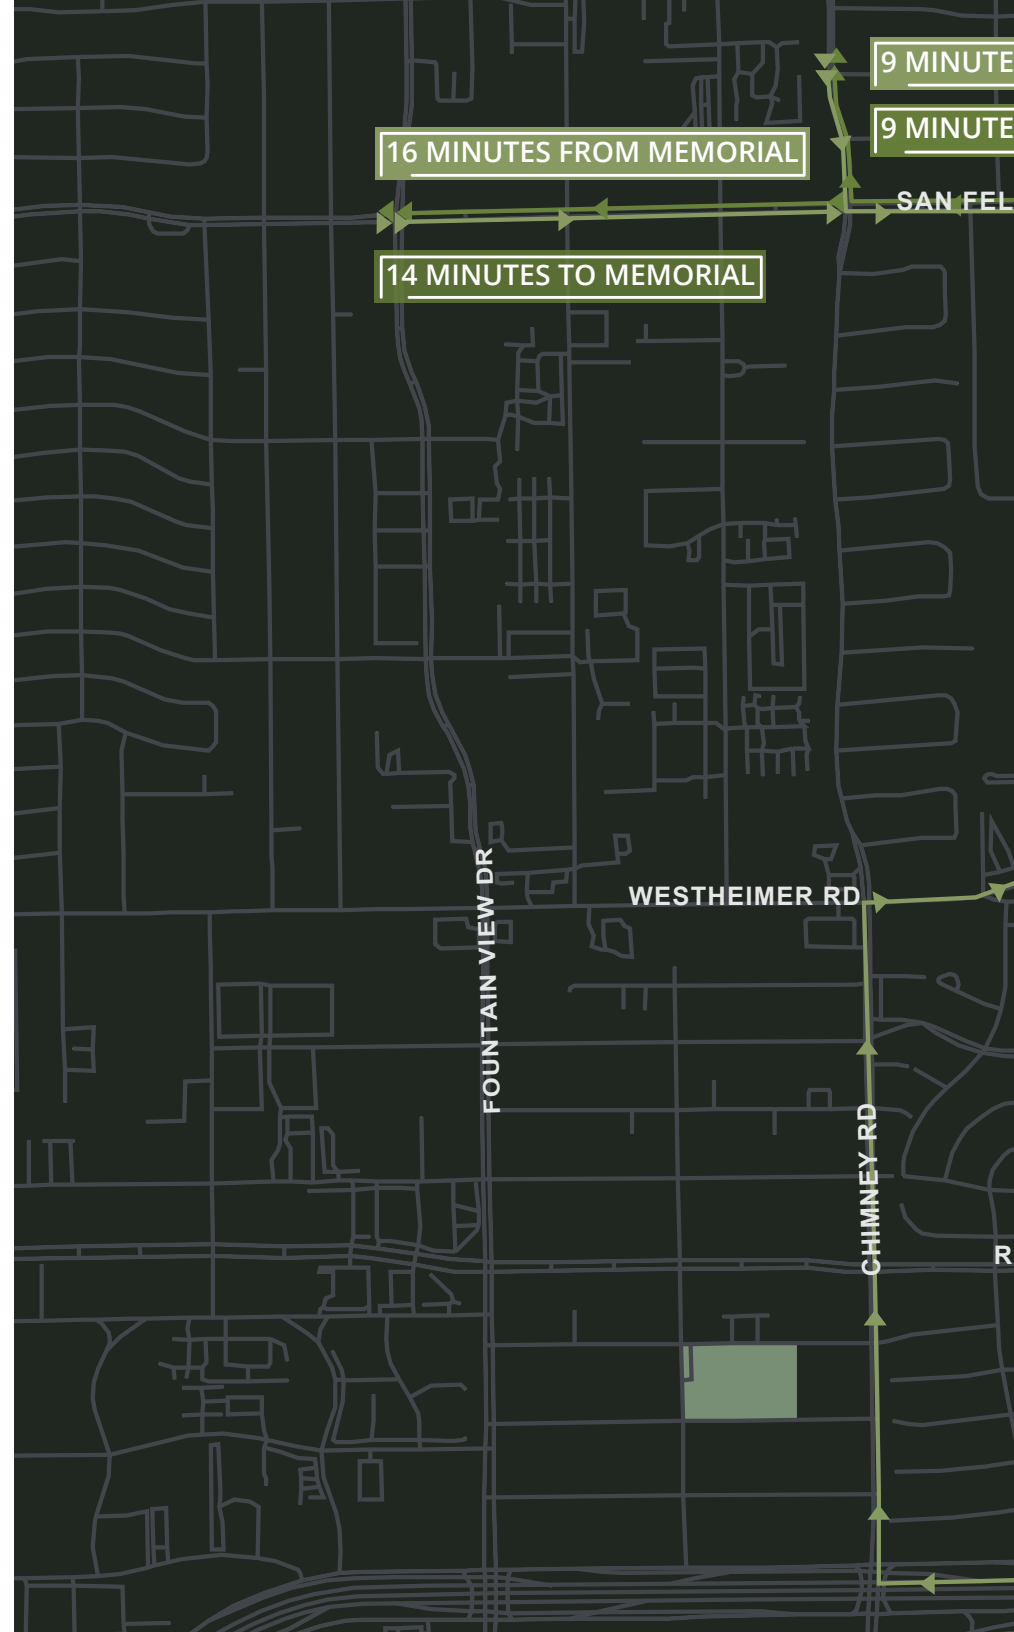 9 MINUTE
9 MINUTE
16 MINUTES FROM MEMORIAL
SAN FEL
14 MINUTES TO MEMORIAL
WESTHEIMER RD
FOUNTAIN VIEW DR
CHIMNEY RD
R